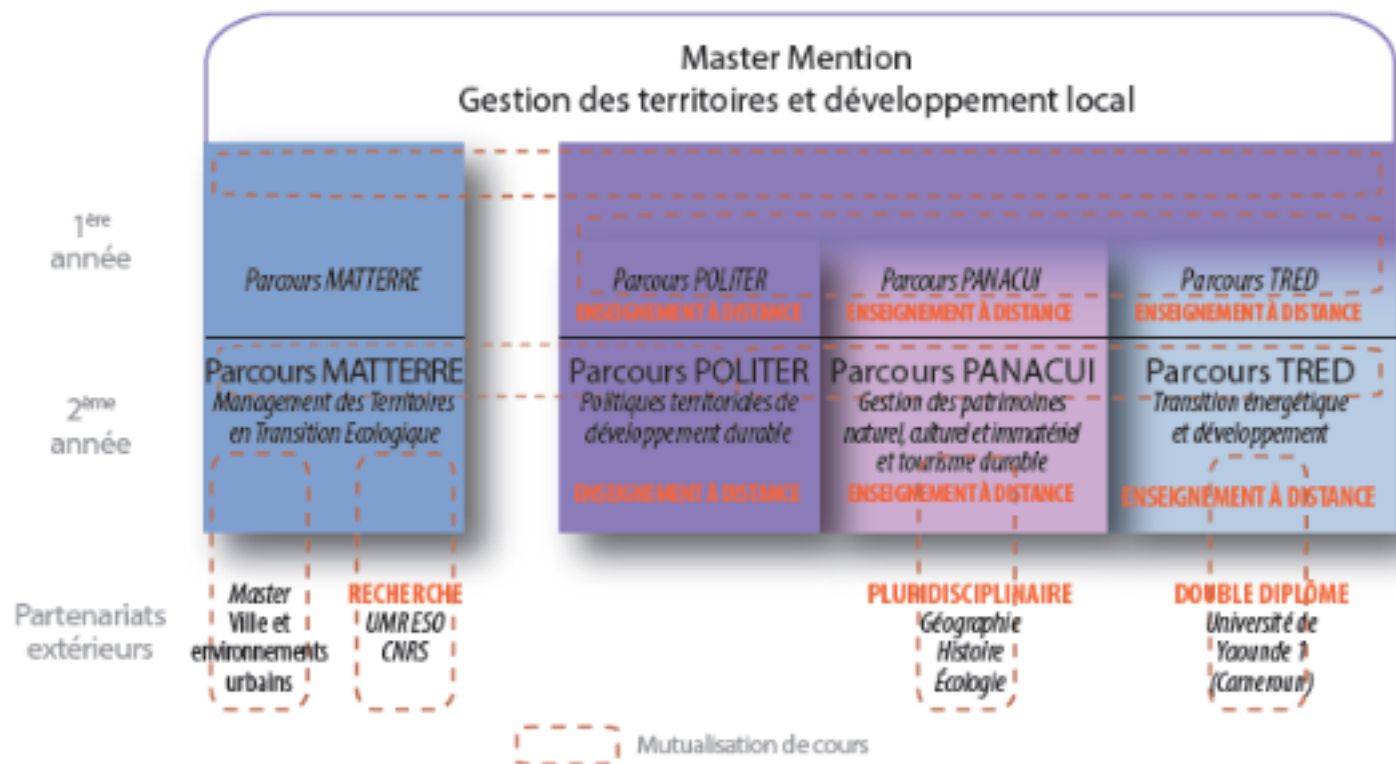 Master Mention
Gestion des territoires et développement local
1ère
année
Parcours MATTERRE
Parcours POLITER
ENSEIGNEMENT À DISTANCE
Parcours PANACUI
ENSEIGNEMENT À DISTANCE
Parcours TRED
ENSEIGNEMENT À DISTANCE
2ème
année
Parcours MATTERRE
Management des Territoires
en Transition Ecologique
Parcours POLITER
Politiques territoriales de
développement durable
ENSEIGNEMENT À DISTANCE
Parcours PANACUI
Gestion des patrimoines
naturel, culturel et immatériel
et tourisme durable
ENSEIGNEMENT À DISTANCE
Parcours TRED
Transition énergétique
et développement
ENSEIGNEMENT À DISTANCE
Partenariats
extérieurs
Master
Ville et
environnements
urbains
RECHERCHE
UMR ESO
CNRS
PLURIDISCIPLINAIRE
Géographie
Histoire
Écologie
DOUBLE DIPLÔME
Université de
Yaounde 1
(Cameroun)
Mutualisation de cours